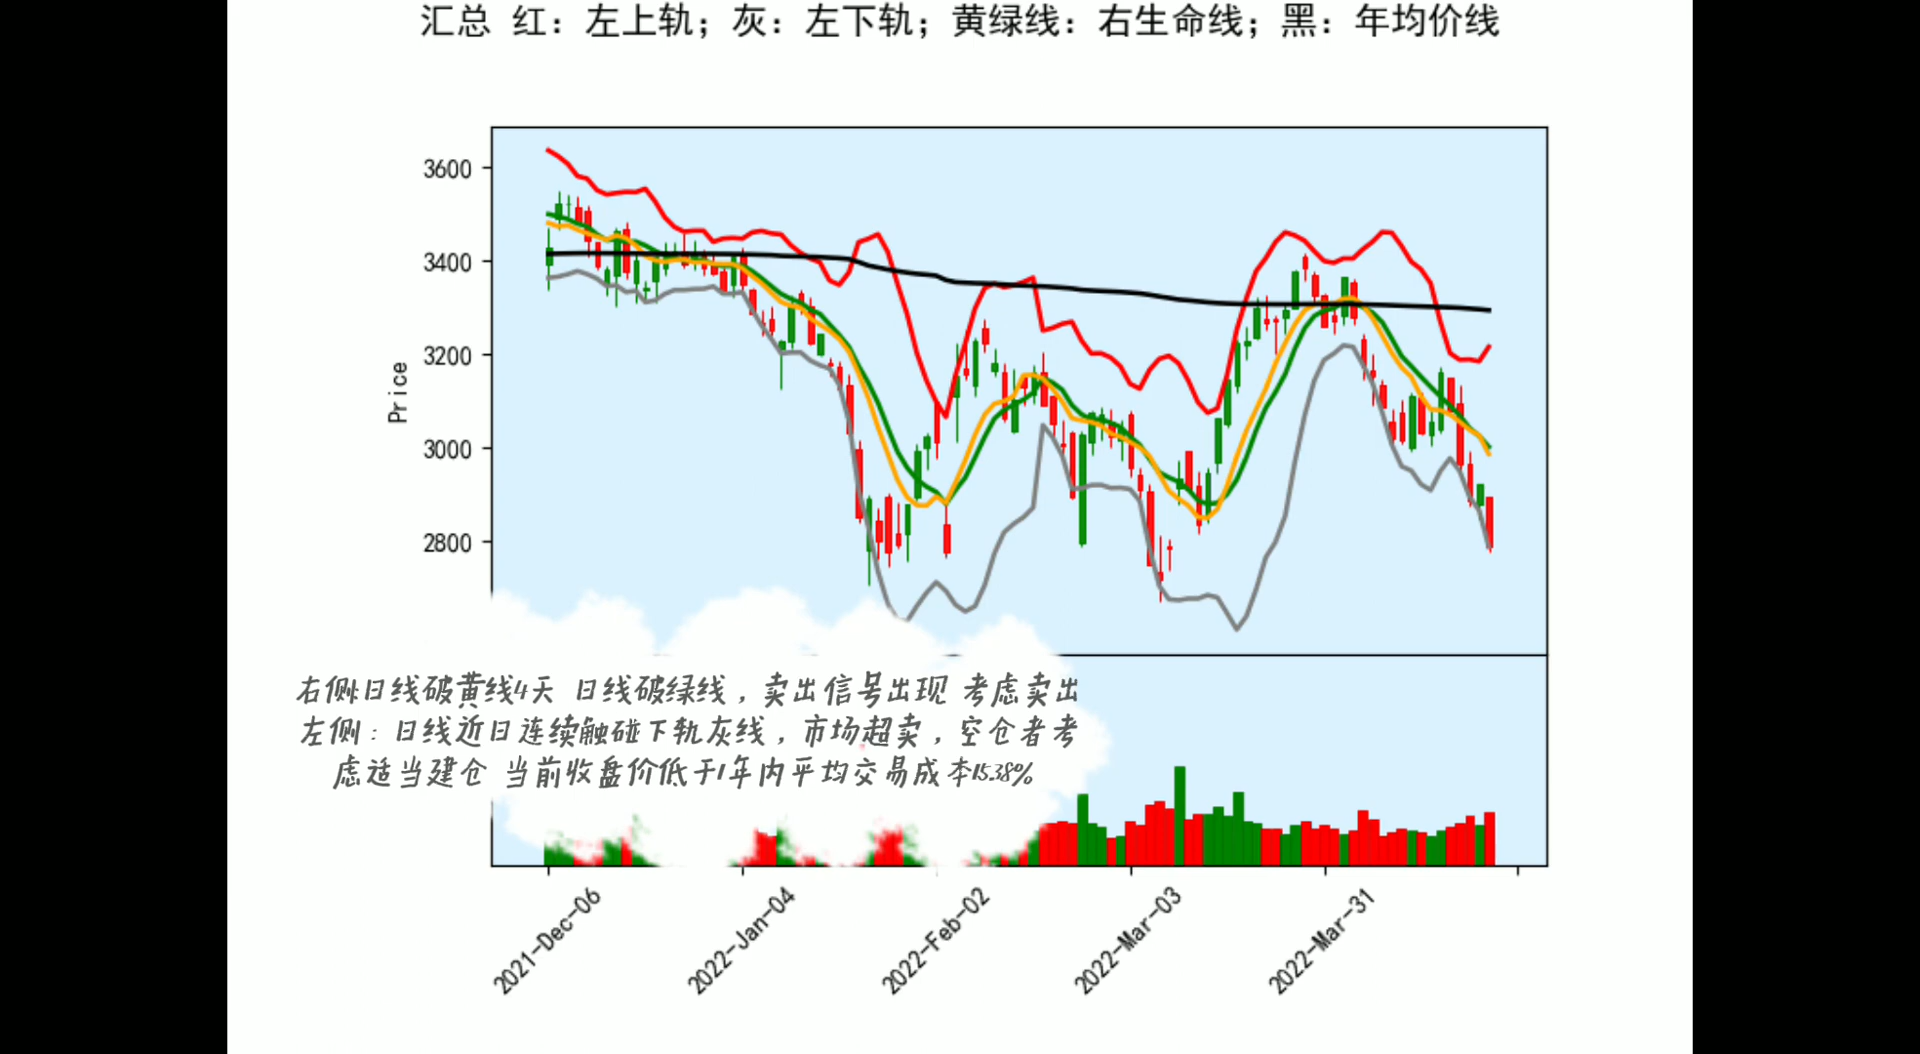 汇总 红：左上轨；灰：左下轨；黄绿线：右生命线；黑：年均价线
3600
3400
3200
3000
2800
Price
右侧:日线破黄线4天 日线破绿线，卖出信号出现 考虑卖出
左侧：日线近日连续触碰下轨灰线，市场超卖，空仓者考
虑适当建仓 当前收盘价低于1年内平均交易成本15.38%
2021-Dec-06
2022-Jan-04
2022-Feb-02
2022-Mar-03
2022-Mar-31